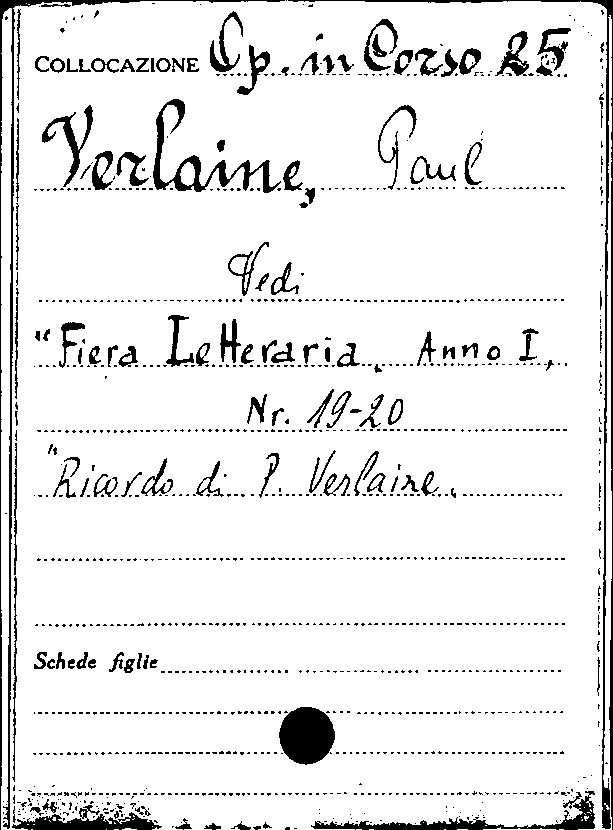 COLLOCAZIONE Op. in Corso 25
Verlaine, Paul
Vedi
"Fiera Letteraria. Anno I,
Nr. 19-20
"Ricordo di P. Verlaine.
Schede figlie